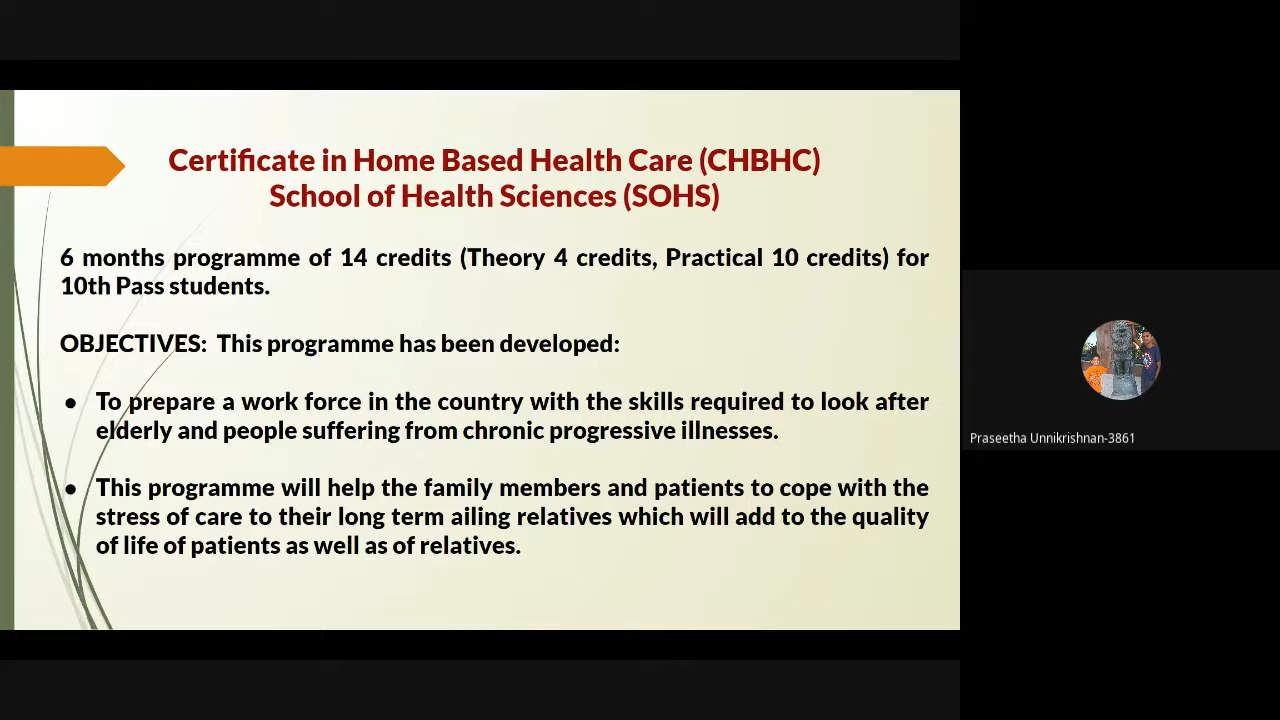 Certificate in Home Based Health Care (CHBHC)
School of Health Sciences (SOHS)
6 months programme of 14 credits (Theory 4 credits, Practical 10 credits) for
10th Pass students.
OBJECTIVES: This programme has been developed:
● To prepare a work force in the country with the skills required to look after
elderly and people suffering from chronic progressive illnesses.
● This programme will help the family members and patients to cope with the
stress of care to their long term ailing relatives which will add to the quality
of life of patients as well as of relatives.
Praseetha Unnikrishnan-3861